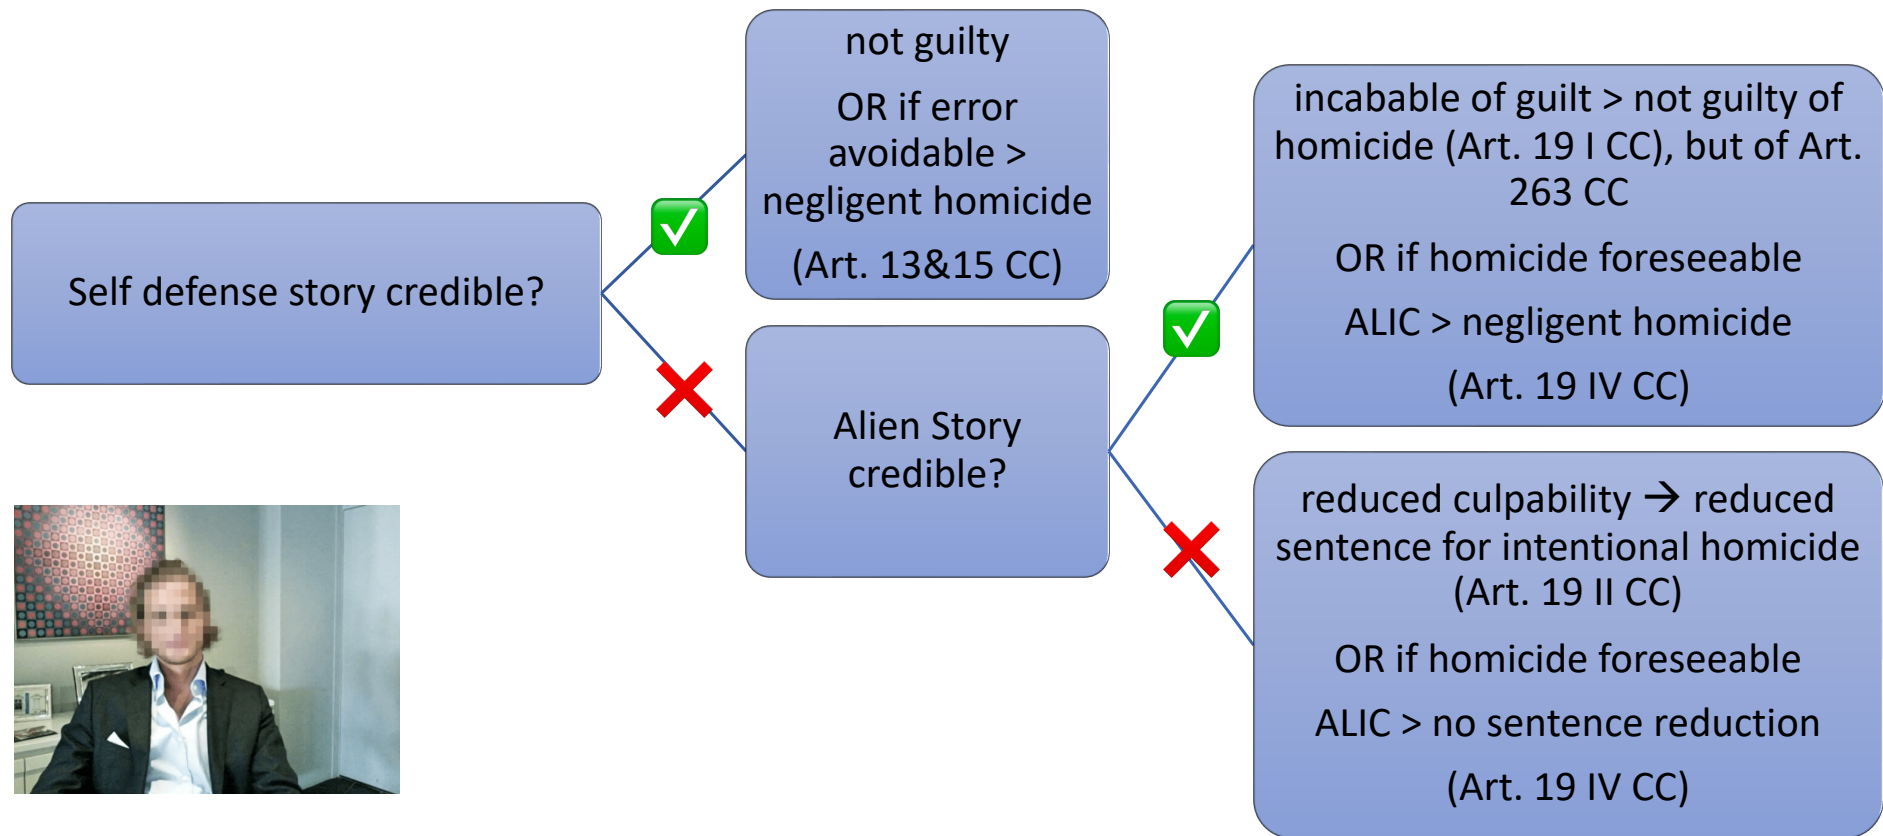 Self defense story credible?
not guilty
OR if error
avoidable >
negligent homicide
(Art. 13&15 CC)
Alien Story
credible?
incabable of guilt > not guilty of
homicide (Art. 19 I CC), but of Art.
263 CC
OR if homicide foreseeable
ALIC > negligent homicide
(Art. 19 IV CC)
reduced culpability → reduced
sentence for intentional homicide
(Art. 19 II CC)
OR if homicide foreseeable
ALIC > no sentence reduction
(Art. 19 IV CC)